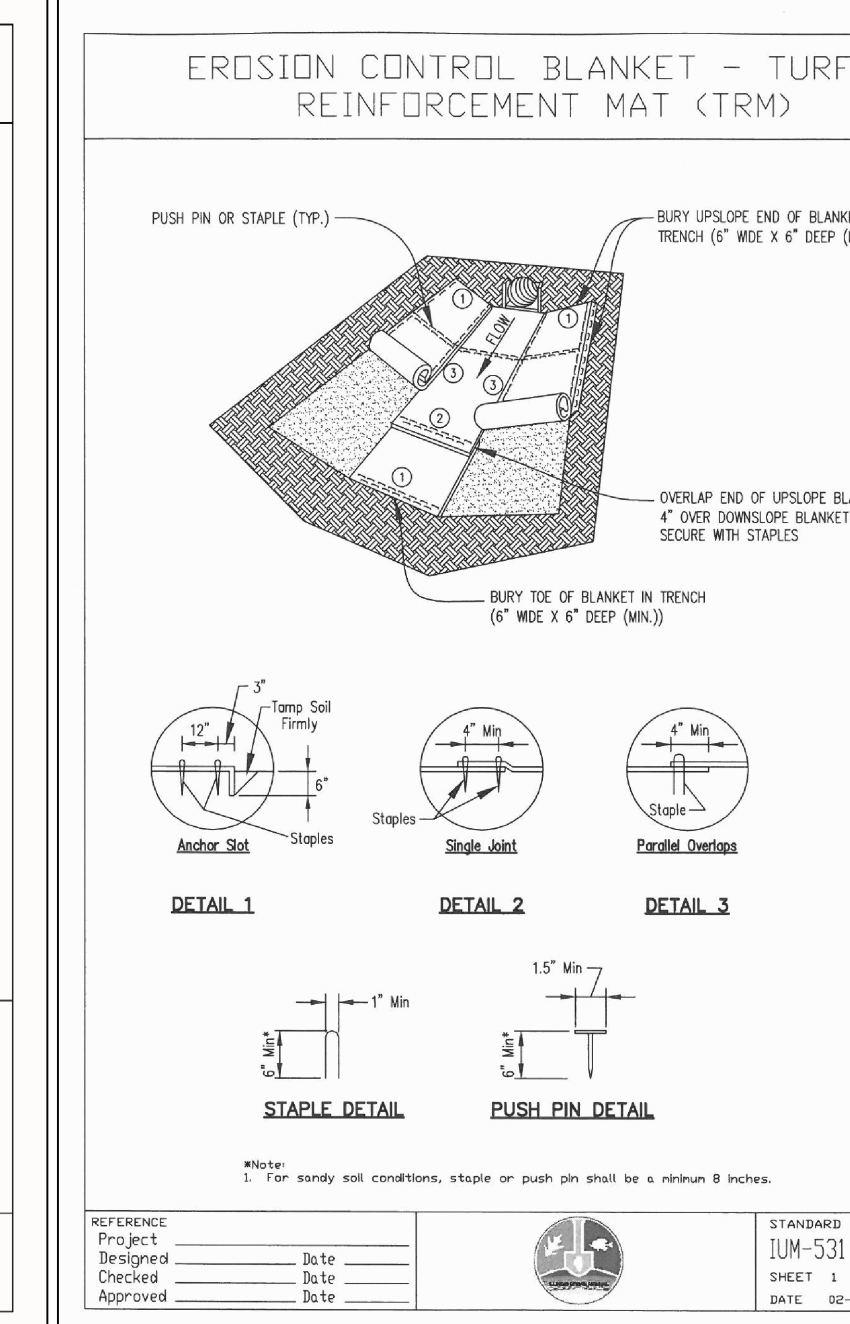 EROSION CONTROL BLANKET - TURF
REINFORCEMENT MAT (TRM)
PUSH PIN OR STAPLE (TYP.)
BURY UPSLOPE END OF
TRENCH (6" WIDE X 6" DEEP
1
1
FLOW
3
3
2
1
OVERLAP END OF UPSLOPE
4" OVER DOWNSLOPE BLANKET
SECURE WITH STAPLES
BURY TOE OF BLANKET IN TRENCH
(6" WIDE X 6" DEEP (MIN.))
3"
Tamp Soil
Firmly
12"
6"
Staples
Anchor Slot
DETAIL 1
4" Min
Staples
Single Joint
DETAIL 2
4" Min
Staple
Parallel Overlaps
DETAIL 3
1" Min
6" Min*
STAPLE DETAIL
1.5" Min
6" Min*
PUSH PIN DETAIL
*Note:
1. For sandy soil conditions, staple or push pin shall be a minimum 8 inches.
REFERENCE
Project
Designed Date
Checked Date
Approved Date
STANDARD
IUM-531
SHEET 1
DATE 02-